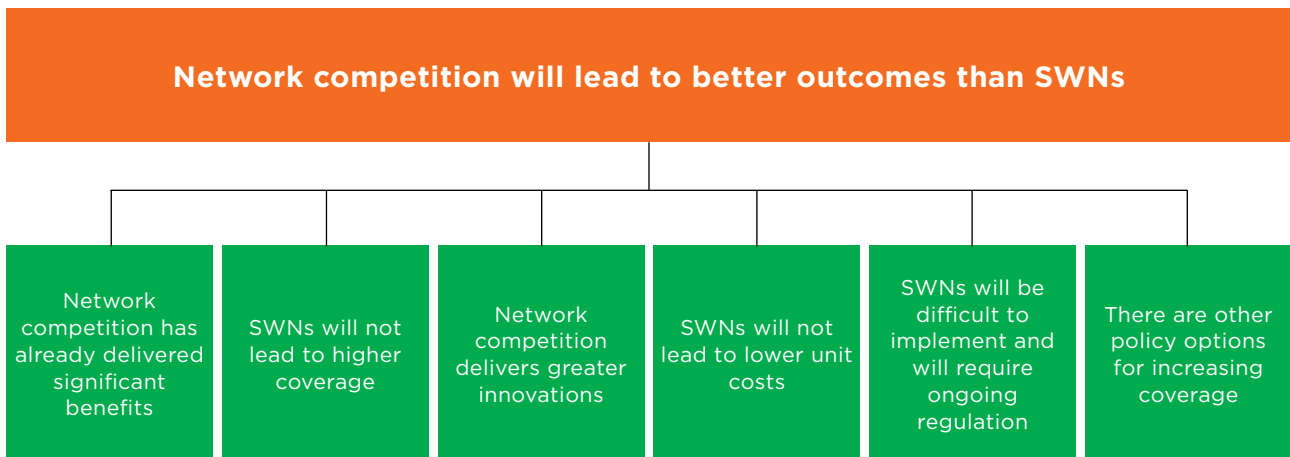 Network competition will lead to better outcomes than SWNs
Network
competition has
already delivered
significant
benefits
SWNs will not
lead to higher
coverage
Network
competition
delivers greater
innovations
SWNs will not
lead to lower unit
costs
SWNs will be
difficult to
implement and
will require
ongoing
regulation
There are other
policy options
for increasing
coverage